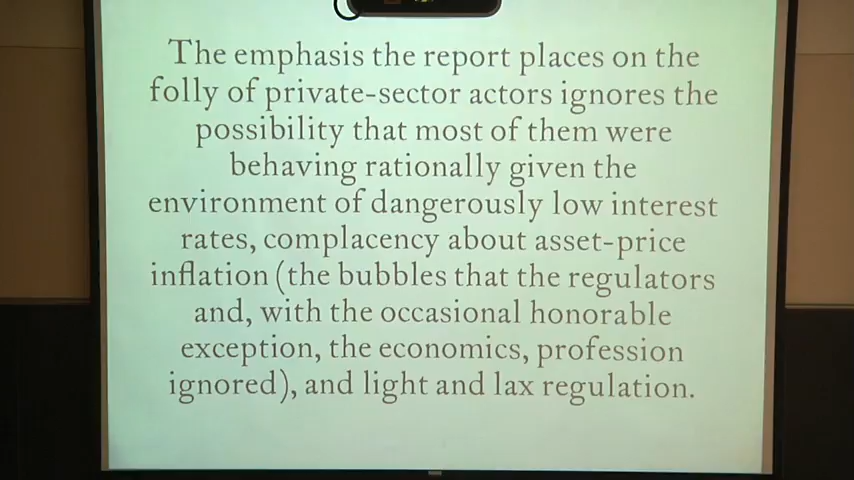 The emphasis the report places on the
folly of private-sector actors ignores the
possibility that most of them were
behaving rationally given the
environment of dangerously low interest
rates, complacency about asset-price
inflation (the bubbles that the regulators
and, with the occasional honorable
exception, the economics, profession
ignored), and light and lax regulation.